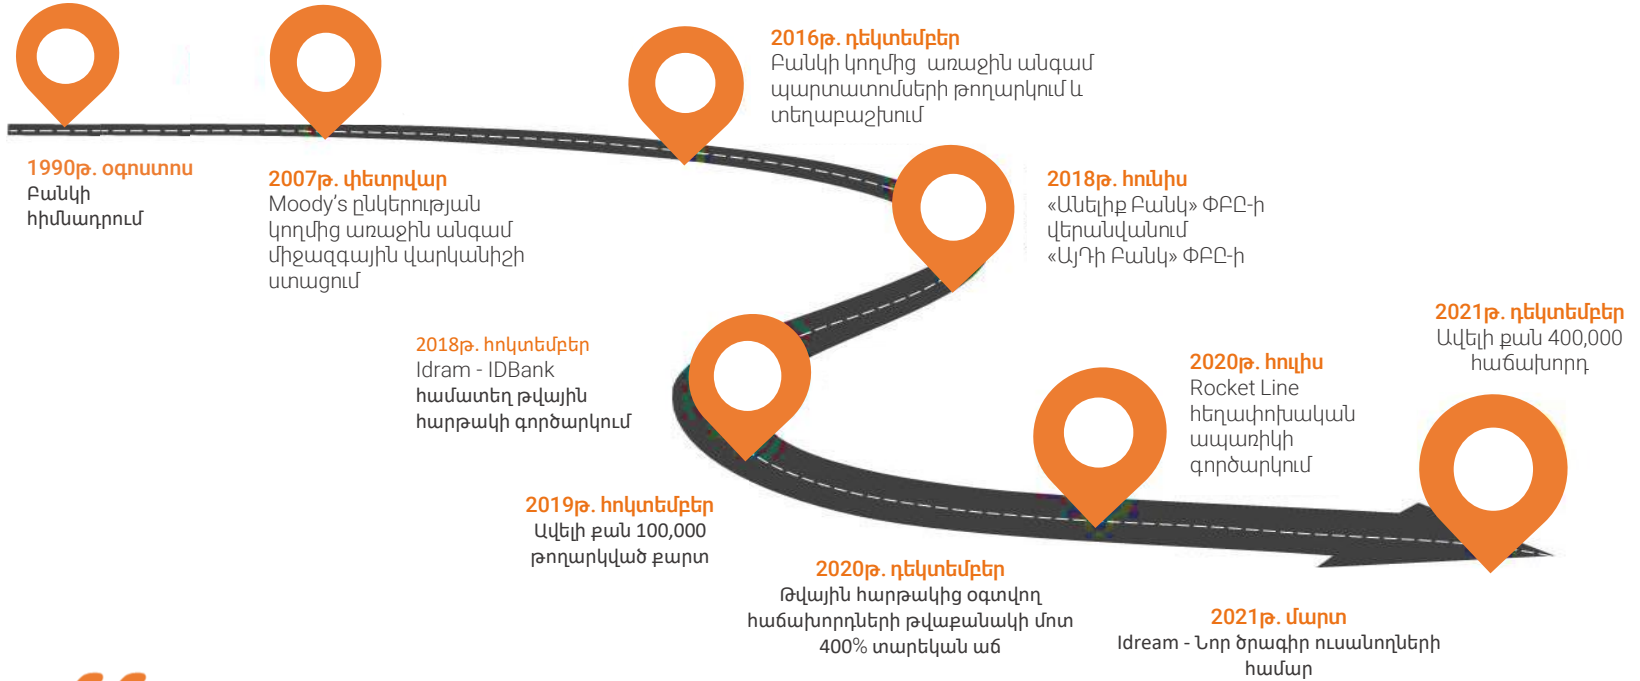 1990թ. օգոստոս
Բանկի
հիմնադրում
2007թ. փետրվար
Moody's ընկերության
կողմից առաջին անգամ
միջազգային վարկանիշի
ստացում
2016թ. դեկտեմբեր
Բանկի կողմից առաջին անգամ
պարտատոմսերի թողարկում և
տեղաբաշխում
2018թ. հունիս
«Անելիք Բանկ» ՓԲԸ-ի
վերանվանում
«ԱյԴի Բանկ» ՓԲԸ-ի
2018թ. հոկտեմբեր
Idram - IDBank
համատեղ թվային
հարթակի գործարկում
2019թ. հոկտեմբեր
Ավելի քան 100,000
թողարկված քարտ
2020թ. հուլիս
Rocket Line
հեղափոխական
ապառիկի
գործարկում
2020թ. դեկտեմբեր
Թվային հարթակից օգտվող
հաճախորդների թվաքանակի մոտ
400% տարեկան աճ
2021թ. մարտ
Idream - Նոր ծրագիր ուսանողների
համար
2021թ. դեկտեմբեր
Ավելի քան 400,000
հաճախորդ